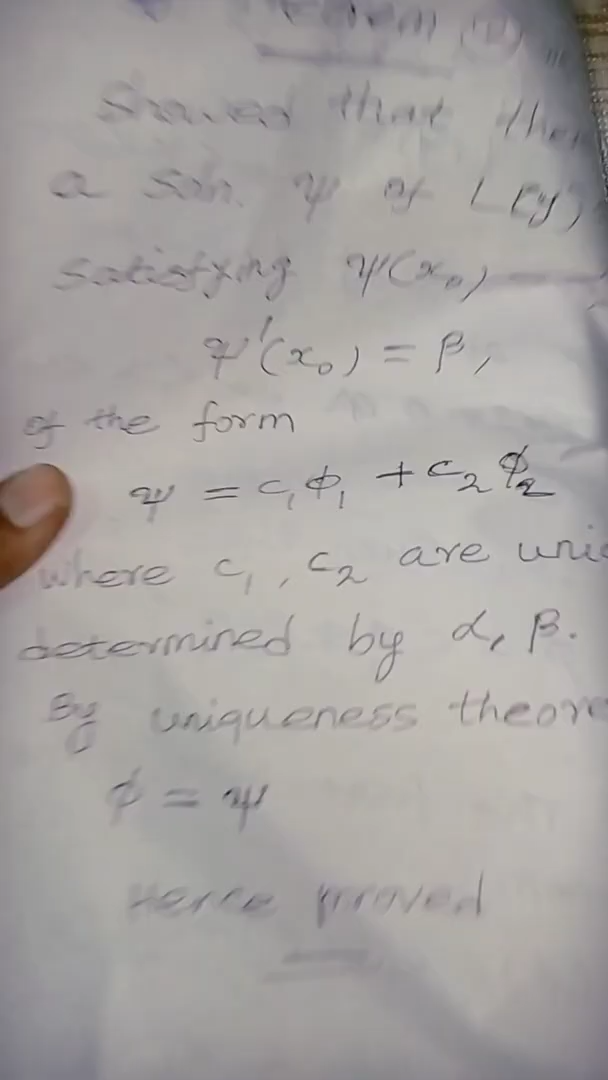 Showed that
a soln. ψ of L(y)
satisfying ψ(x₀)
ψ'(x₀) = β,
of the form
ψ = c₁φ₁ + c₂φ₂
where c₁, c₂ are
determined by α, β.
By uniqueness
φ = ψ
Hence proved